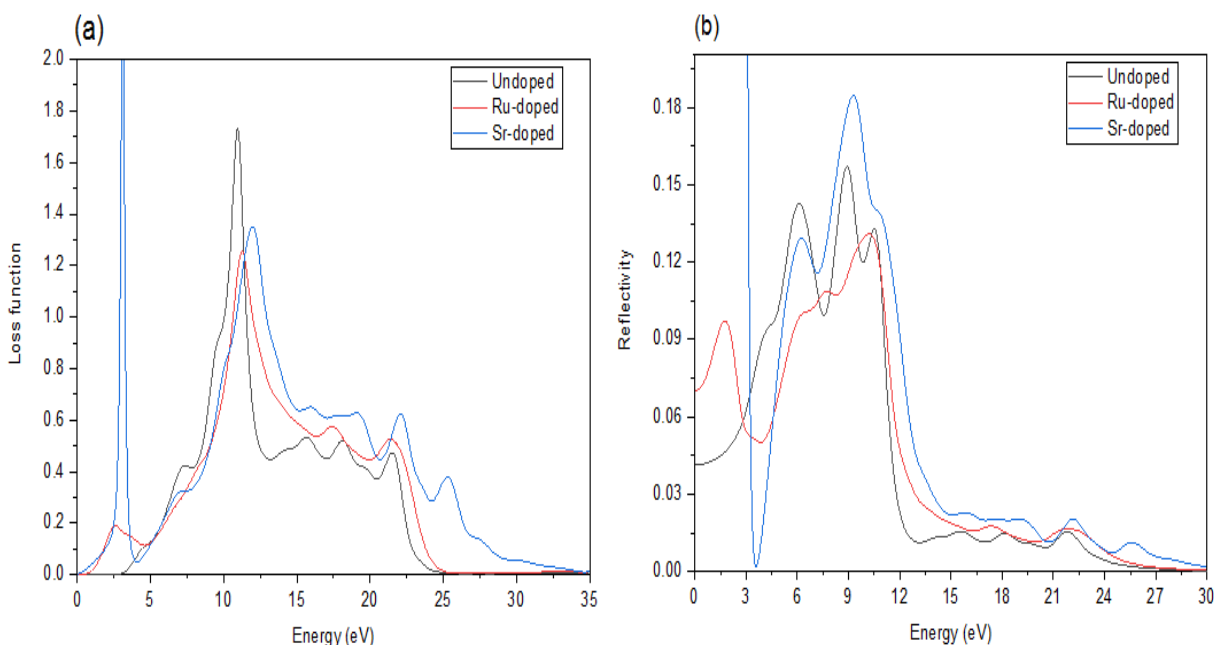 (a)
2.0
1.8
1.6
1.4
1.2
1.0
0.8
0.6
0.4
0.2
0.0
Loss function
Undoped
Ru-doped
Sr-doped
0 5 10 15 20 25 30 35
Energy (eV)
(b)
0.18
0.15
0.12
0.09
0.06
0.03
0.00
Reflectivity
Undoped
Ru-doped
Sr-doped
0 3 6 9 12 15 18 21 24 27 30
Energy (eV)